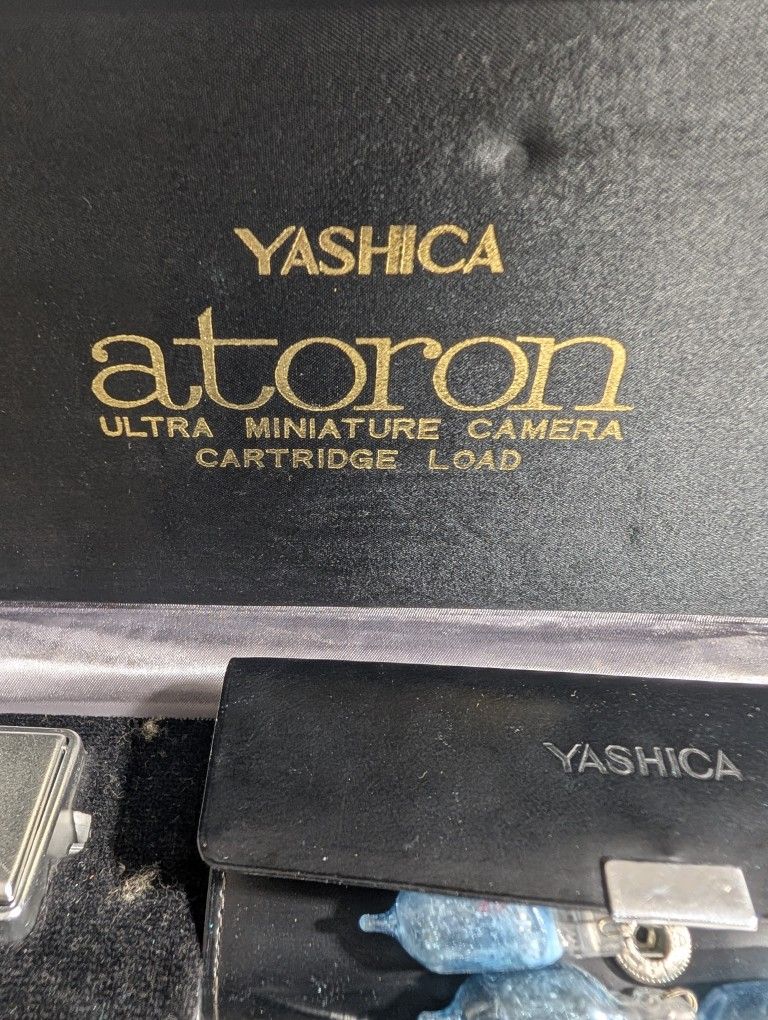 YASHICA
atoron
ULTRA MINIATURE CAMERA
CARTRIDGE LOAD
YASHICA